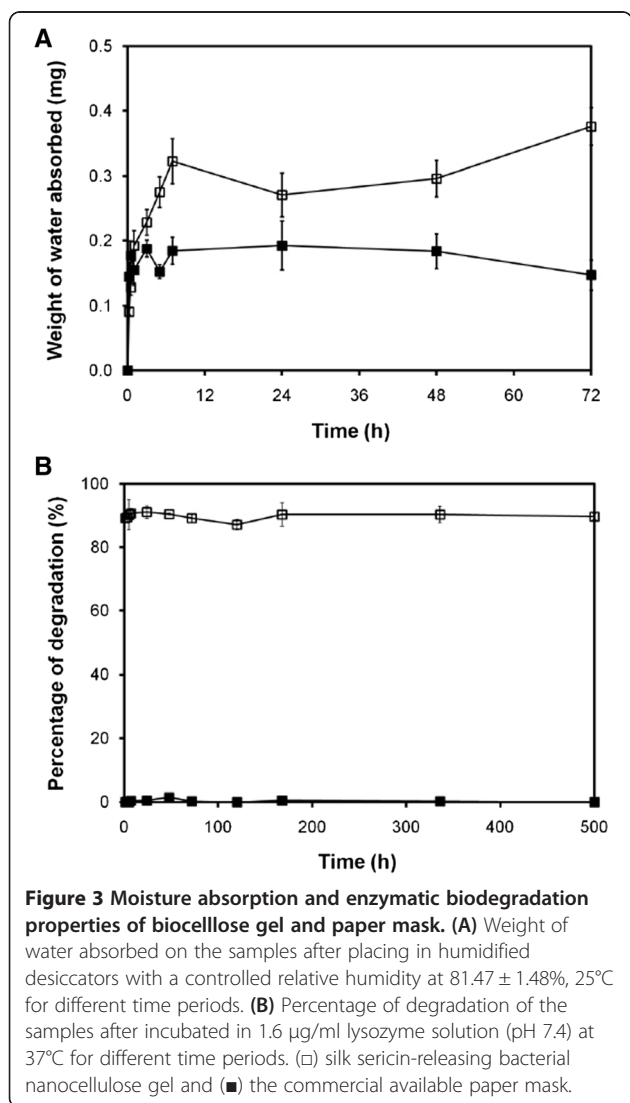 A
0.5
0.4
0.3
0.2
0.1
0.0
Weight of water absorbed (mg)
0 12 24 36 48 60 72
Time (h)
B
100
80
60
40
20
0
Percentage of degradation (%)
0 100 200 300 400 500
Time (h)
Figure 3 Moisture absorption and enzymatic biodegradation
properties of biocelllose gel and paper mask. (A) Weight of
water absorbed on the samples after placing in humidified
desiccators with a controlled relative humidity at 81.47 ± 1.48%, 25°C
for different time periods. (B) Percentage of degradation of the
samples after incubated in 1.6 μg/ml lysozyme solution (pH 7.4) at
37°C for different time periods. (□) silk sericin-releasing bacterial
nanocellulose gel and (■) the commercial available paper mask.